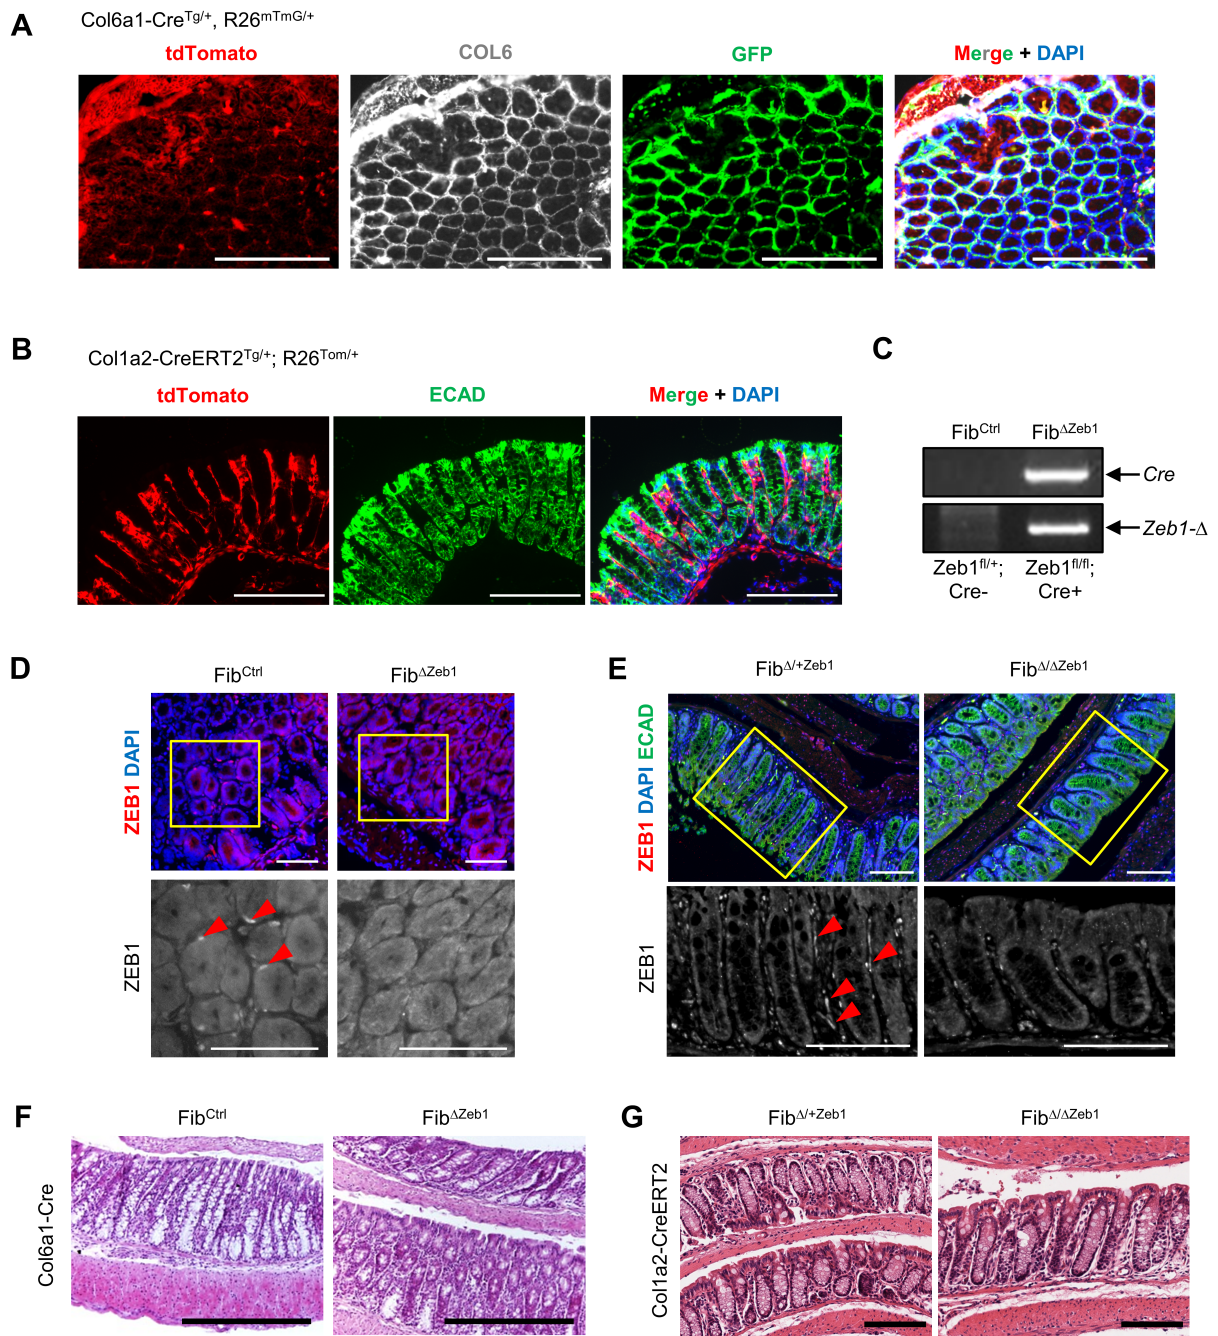 A
Col6a1-CreTg/+, R26mTmG/+
tdTomato
COL6
GFP
Merge + DAPI
B
Col1a2-CreERT2Tg/+; R26Tom/+
tdTomato
ECAD
Merge + DAPI
C
FibCtrl
FibΔZeb1
Cre
Zeb1-Δ
Zeb1fl/+;
Cre-
Zeb1fl/fl;
Cre+
D
FibCtrl
FibΔZeb1
ZEB1 DAPI
ZEB1
E
FibΔ/+Zeb1
FibΔ/ΔZeb1
ZEB1 DAPI ECAD
ZEB1
F
FibCtrl
FibΔZeb1
Col6a1-Cre
G
FibΔ/+Zeb1
FibΔ/ΔZeb1
Col1a2-CreERT2